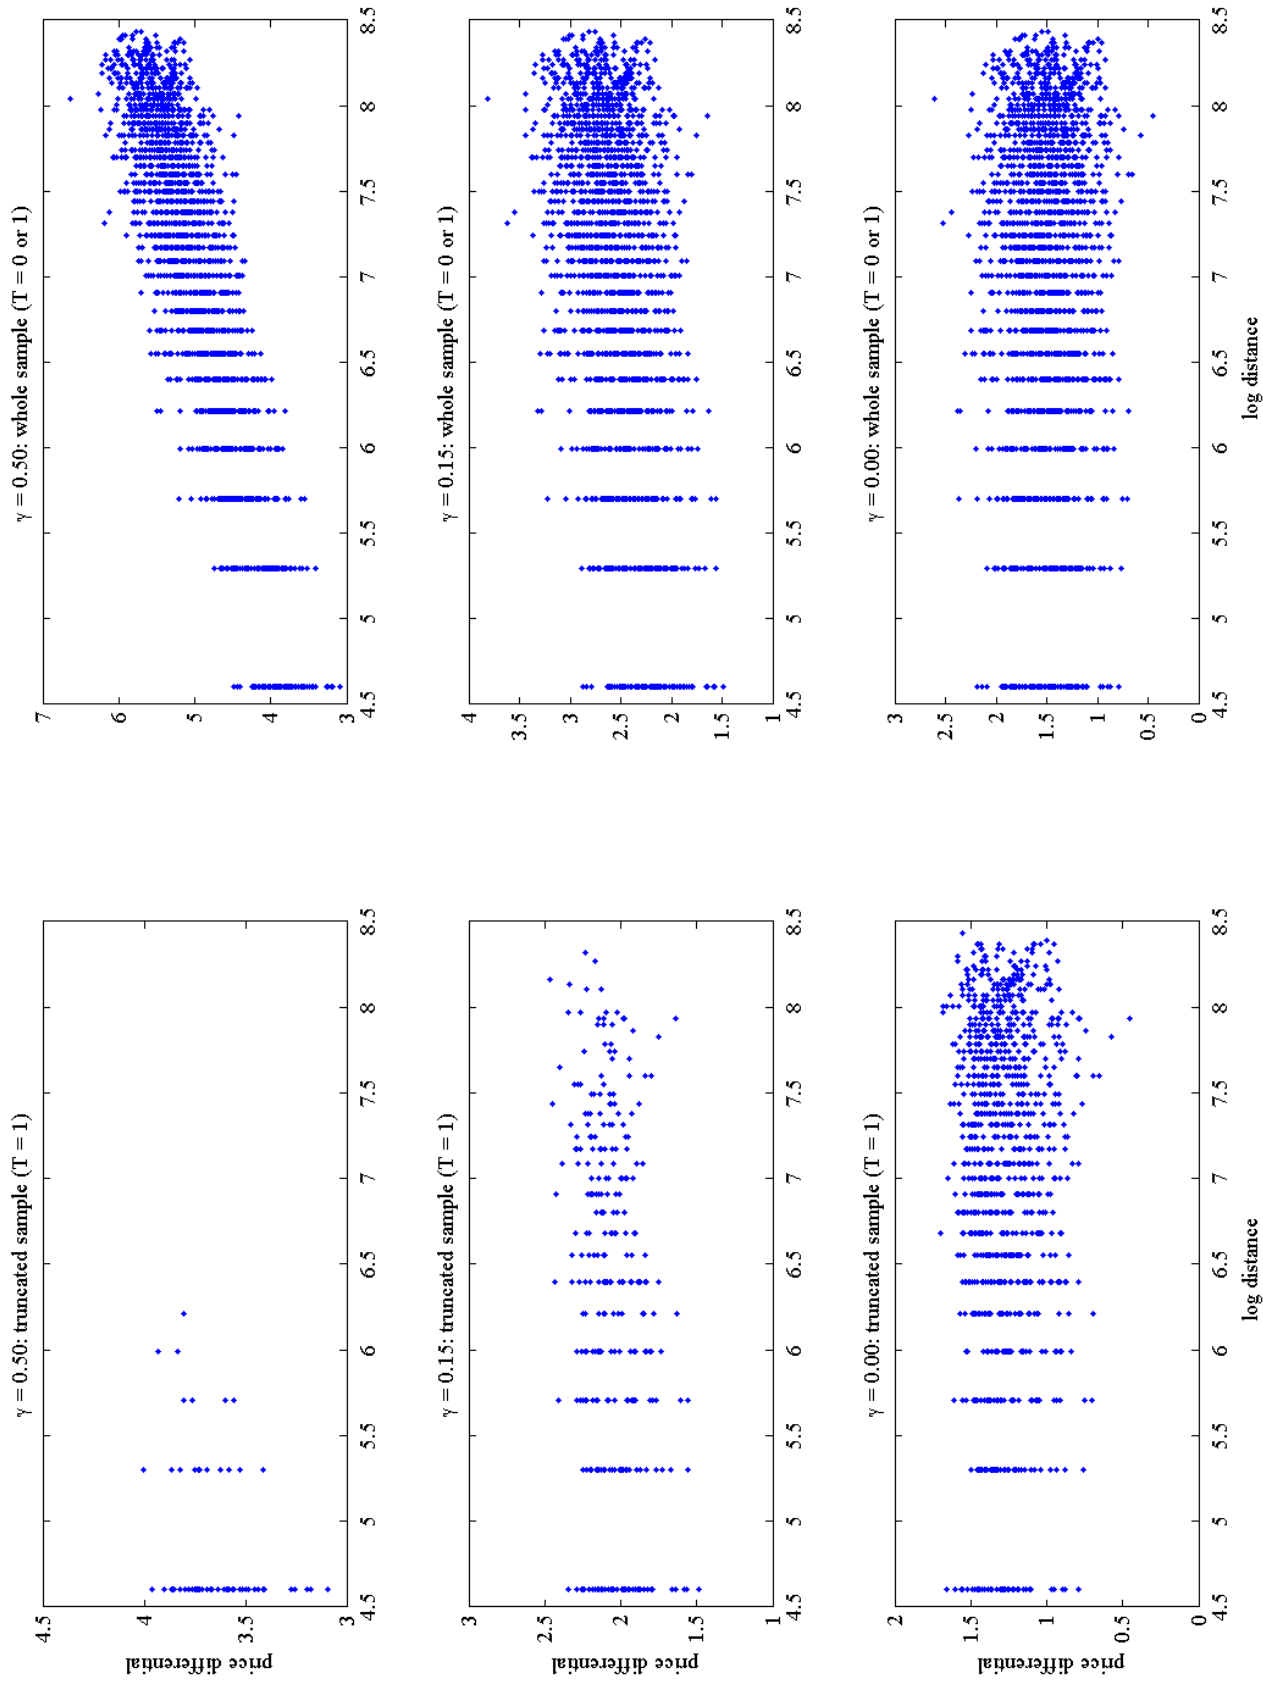 γ = 0.50: truncated sample (T = 1)
price differential
4.5
4
3.5
3
4.5 5 5.5 6 6.5 7 7.5 8 8.5
γ = 0.50: whole sample (T = 0 or 1)
7
6
5
4
3
4.5 5 5.5 6 6.5 7 7.5 8 8.5
γ = 0.15: truncated sample (T = 1)
price differential
3
2.5
2
1.5
1
4.5 5 5.5 6 6.5 7 7.5 8 8.5
γ = 0.15: whole sample (T = 0 or 1)
4
3.5
3
2.5
2
1.5
1
4.5 5 5.5 6 6.5 7 7.5 8 8.5
γ = 0.00: truncated sample (T = 1)
price differential
2
1.5
1
0.5
0
4.5 5 5.5 6 6.5 7 7.5 8 8.5
log distance
γ = 0.00: whole sample (T = 0 or 1)
3
2.5
2
1.5
1
0.5
0
4.5 5 5.5 6 6.5 7 7.5 8 8.5
log distance